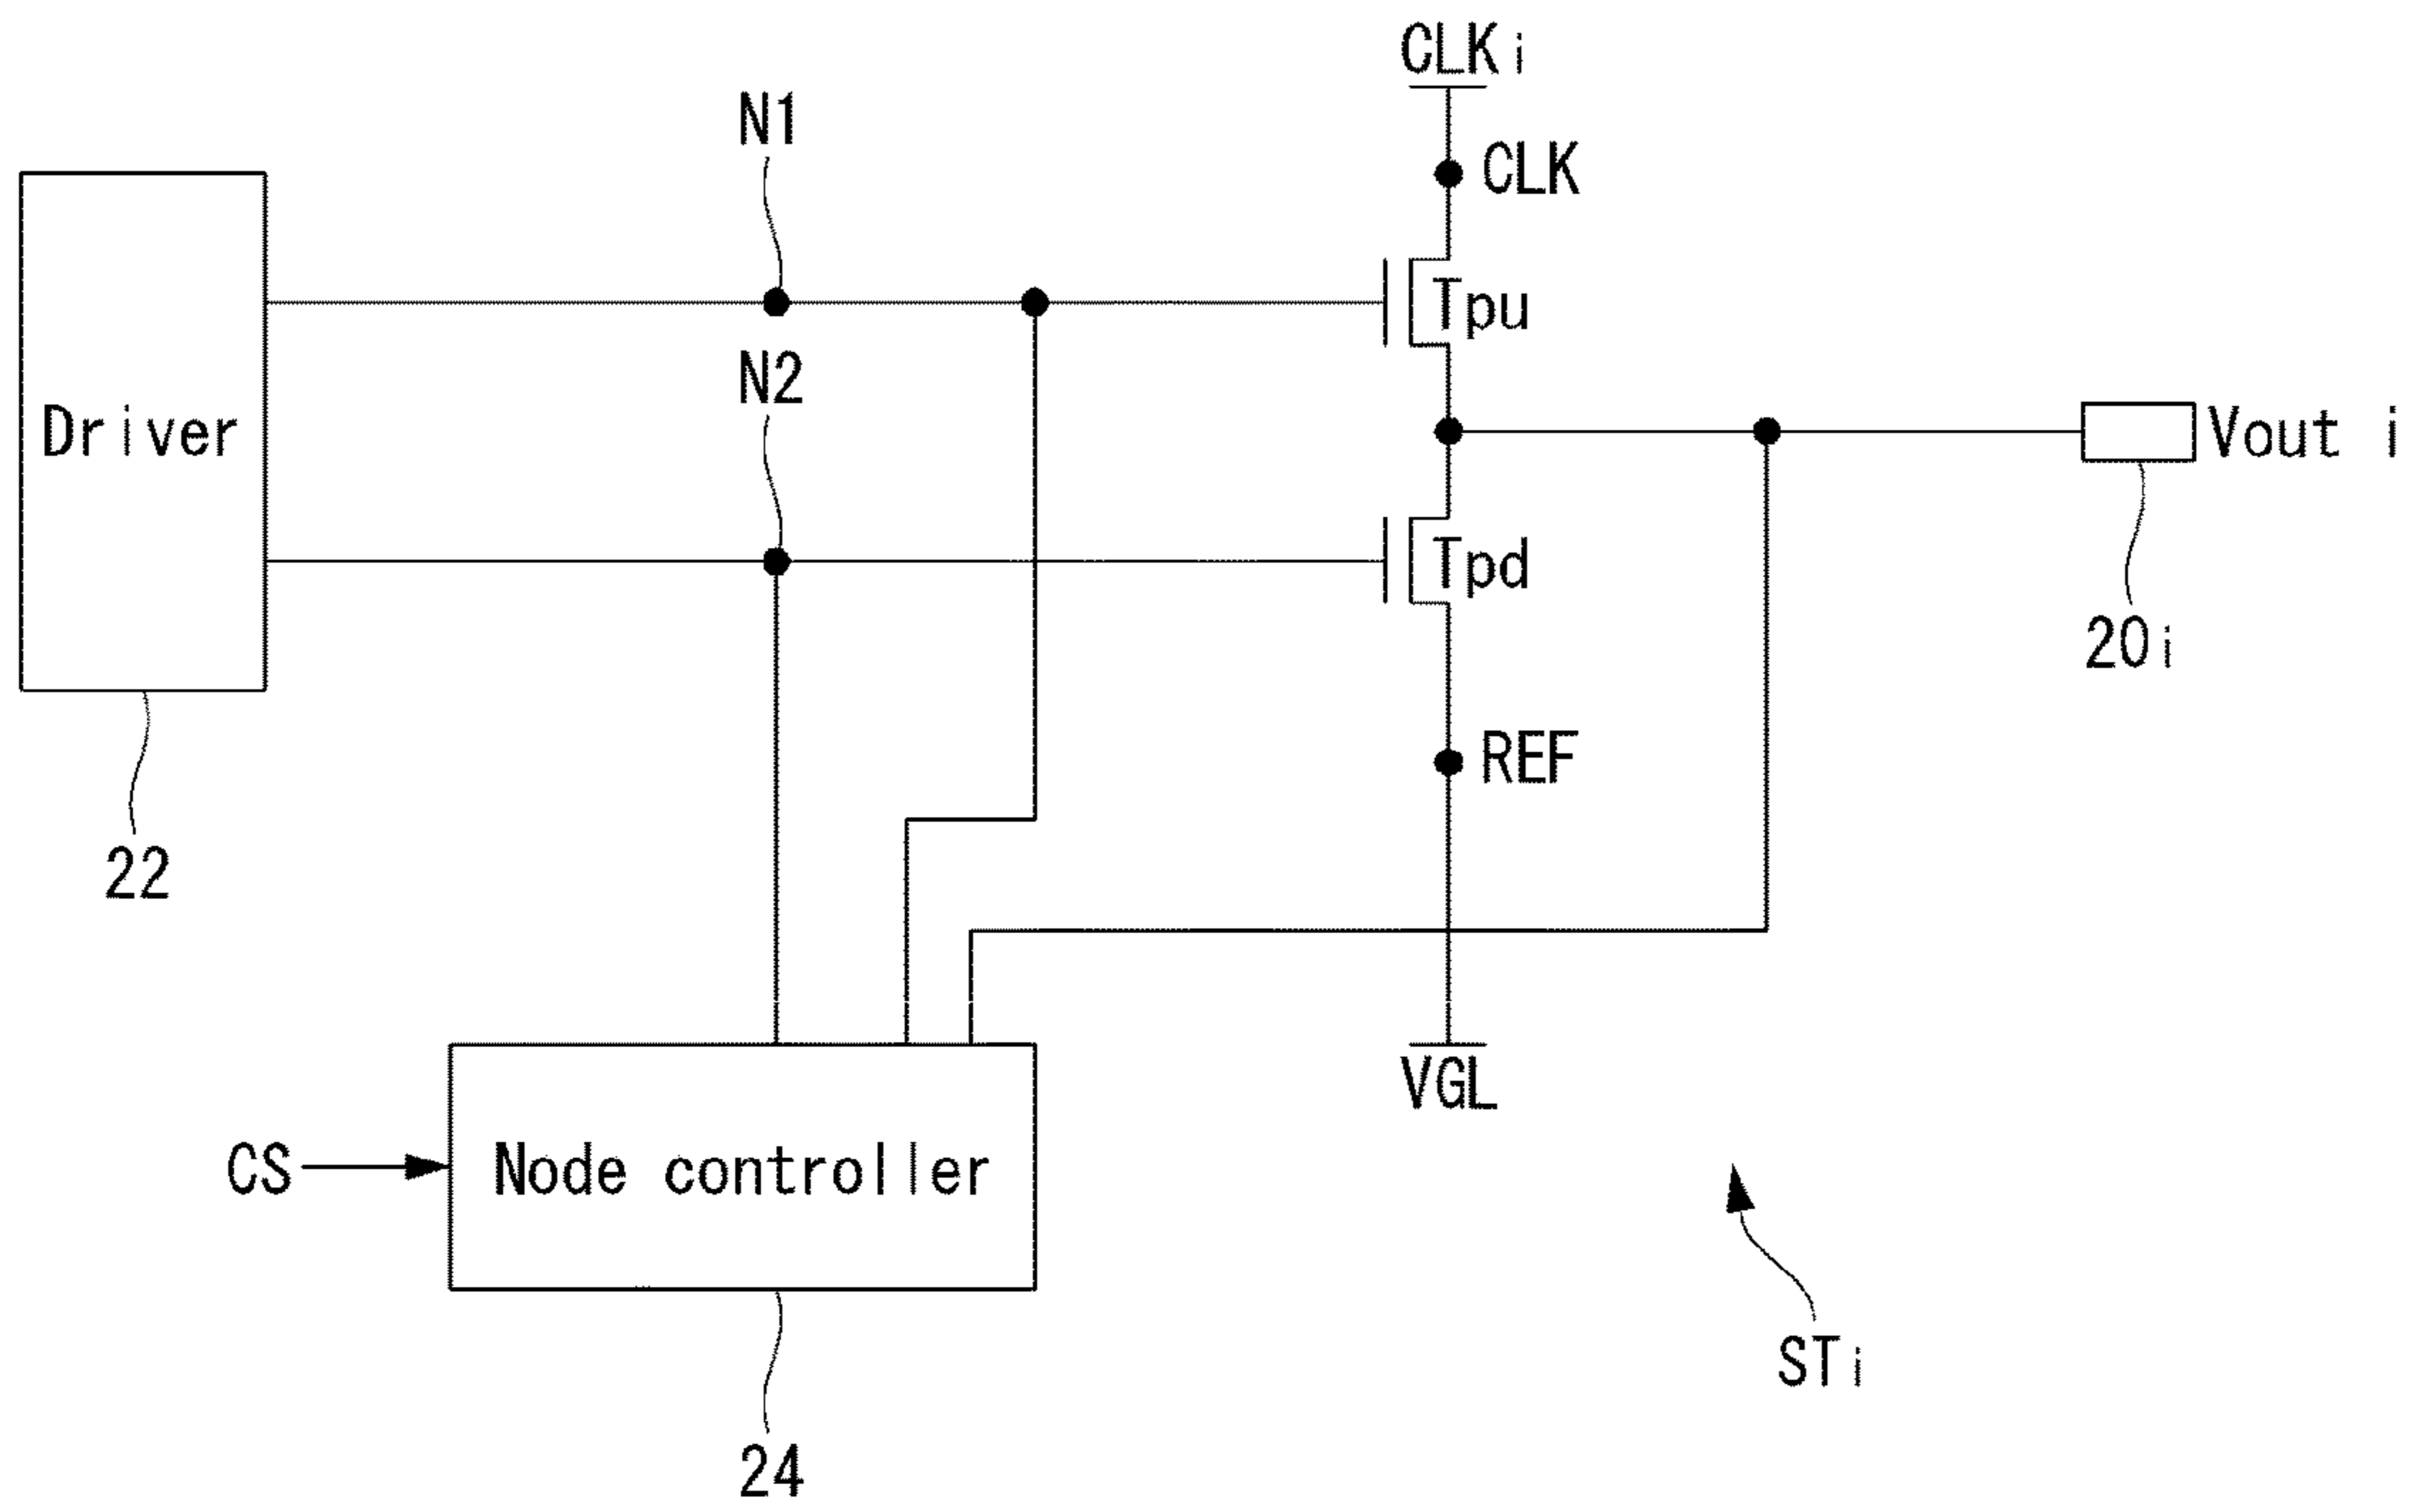 CLKi
CLK
N1
Tpu
N2
Driver
Vout i
Tpd
20i
REF
22
VGL
CS
Node controller
STi
24